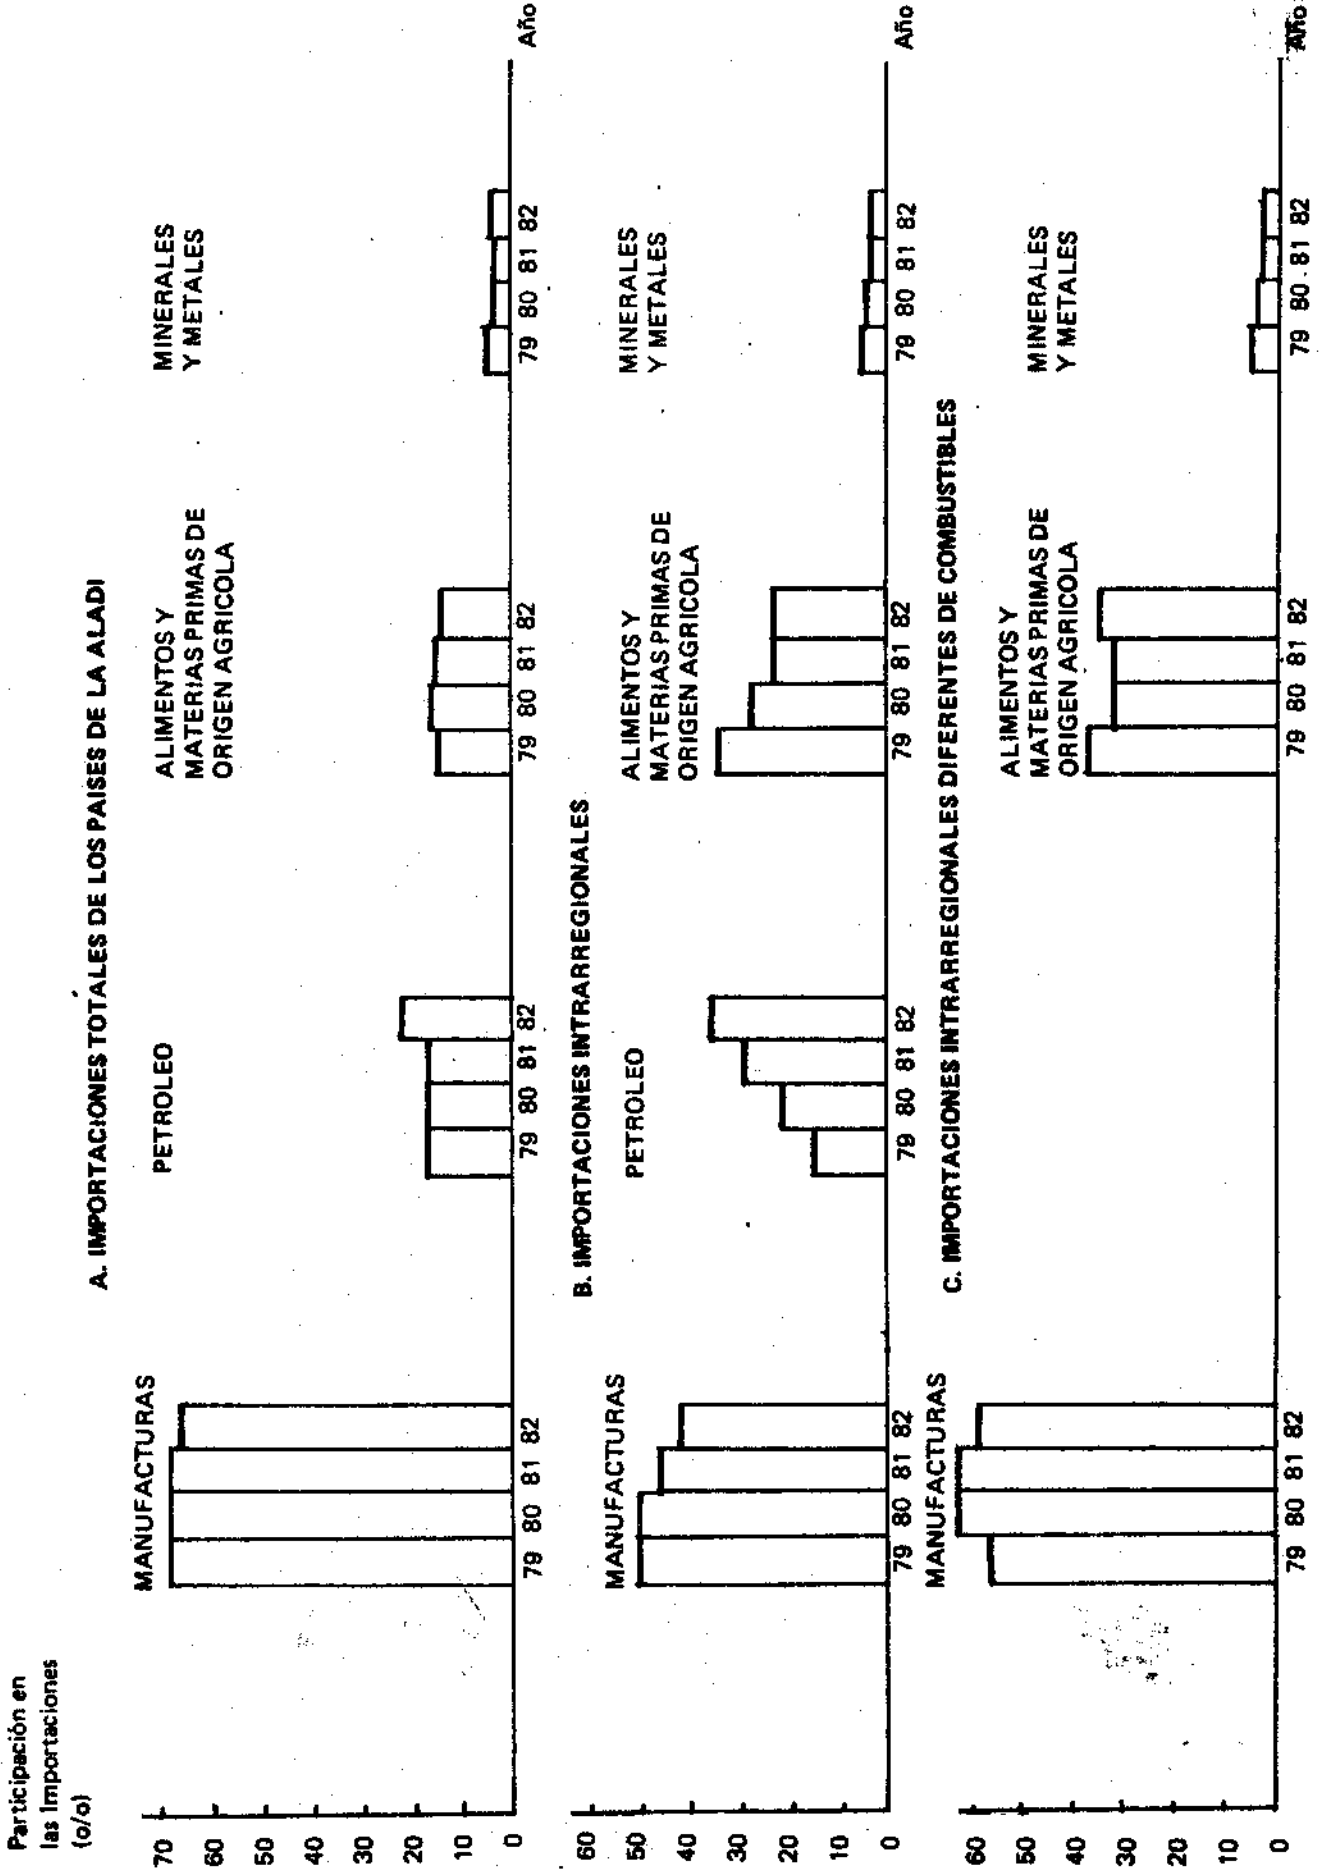 Participación en
las Importaciones
(o/o)
A. IMPORTACIONES TOTALES DE LOS PAISES DE LA ALADI
MANUFACTURAS
PETROLEO
ALIMENTOS Y
MATERIAS PRIMAS DE
ORIGEN AGRICOLA
MINERALES
Y METALES
70
60
50
40
30
20
10
0
79 80 81 82
79 80 81 82
79 80 81 82
79 80 81 82
Año
B. IMPORTACIONES INTRARREGIONALES
MANUFACTURAS
PETROLEO
ALIMENTOS Y
MATERIAS PRIMAS DE
ORIGEN AGRICOLA
MINERALES
Y METALES
60
50
40
30
20
10
0
79 80 81 82
79 80 81 82
79 80 81 82
79 80 81 82
Año
C. IMPORTACIONES INTRARREGIONALES DIFERENTES DE COMBUSTIBLES
MANUFACTURAS
ALIMENTOS Y
MATERIAS PRIMAS DE
ORIGEN AGRICOLA
MINERALES
Y METALES
60
50
40
30
20
10
0
79 80 81 82
79 80 81 82
79 80 81 82
Año